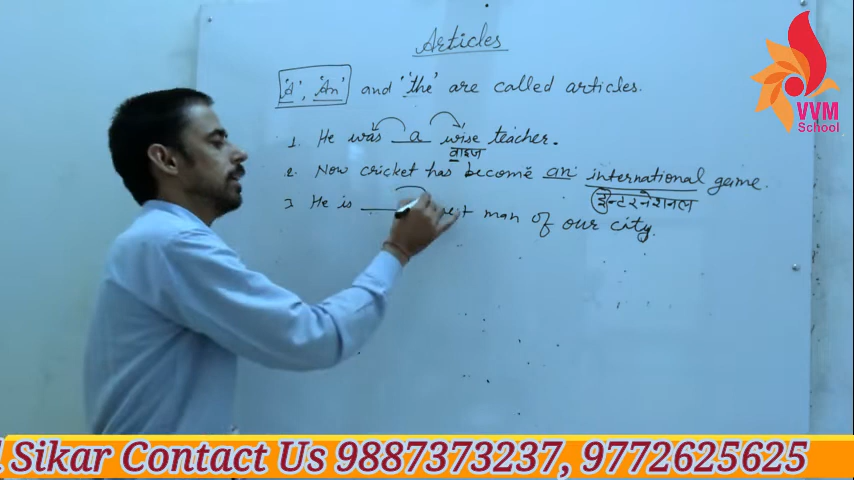 Articles
'A', 'An' and 'the' are called articles.
1. He was a wise teacher.
वाइज
2. Now cricket has become an international game.
इन्टरनेशनल
3. He is ____ man of our city.
VVM
School
Sikar Contact Us 9887373237, 9772625625